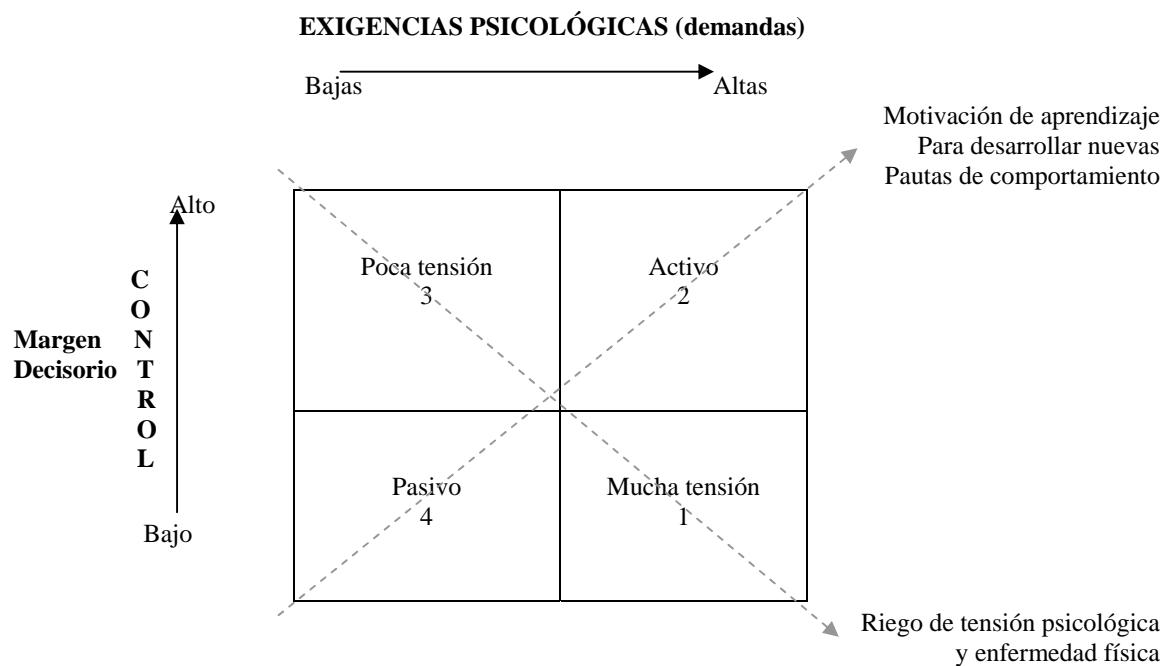 EXIGENCIAS PSICOLÓGICAS (demandas)
Bajas
Altas
Motivación de aprendizaje
Para desarrollar nuevas
Pautas de comportamiento
Alto
CONTROL
Margen
Decisorio
Bajo
Poca tensión
3
Activo
2
Pasivo
4
Mucha tensión
1
Riego de tensión psicológica
y enfermedad física